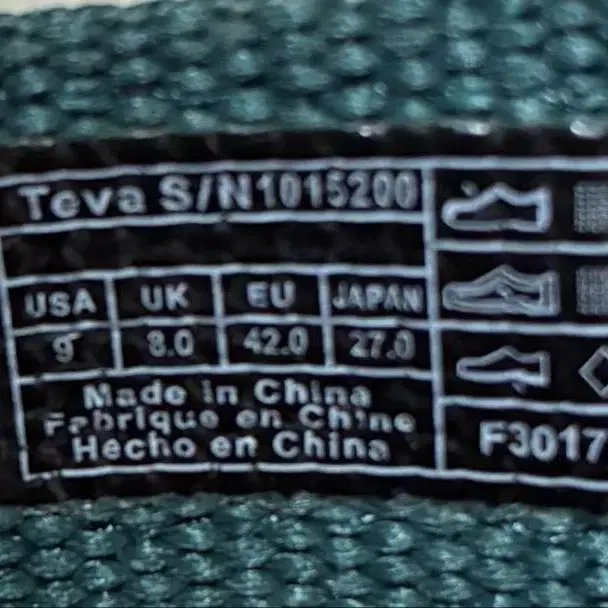 Teva S/N1015200
USA UK EU JAPAN
9 8.0 42.0 27.0
Made in China
Fabrique en Chine
Hecho en China
F3017